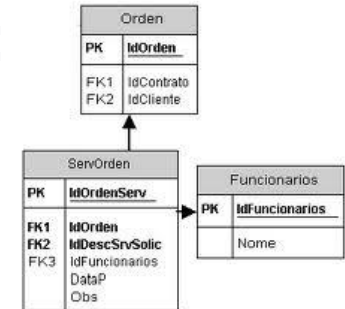 Orden
PK IdOrden
FK1 IdContrato
FK2 IdCliente
ServOrden
PK IdOrdenServ
FK1 IdOrden
FK2 IdDescSrvSolic
FK3 IdFuncionarios
DataP
Obs
Funcionarios
PK IdFuncionarios
Nome